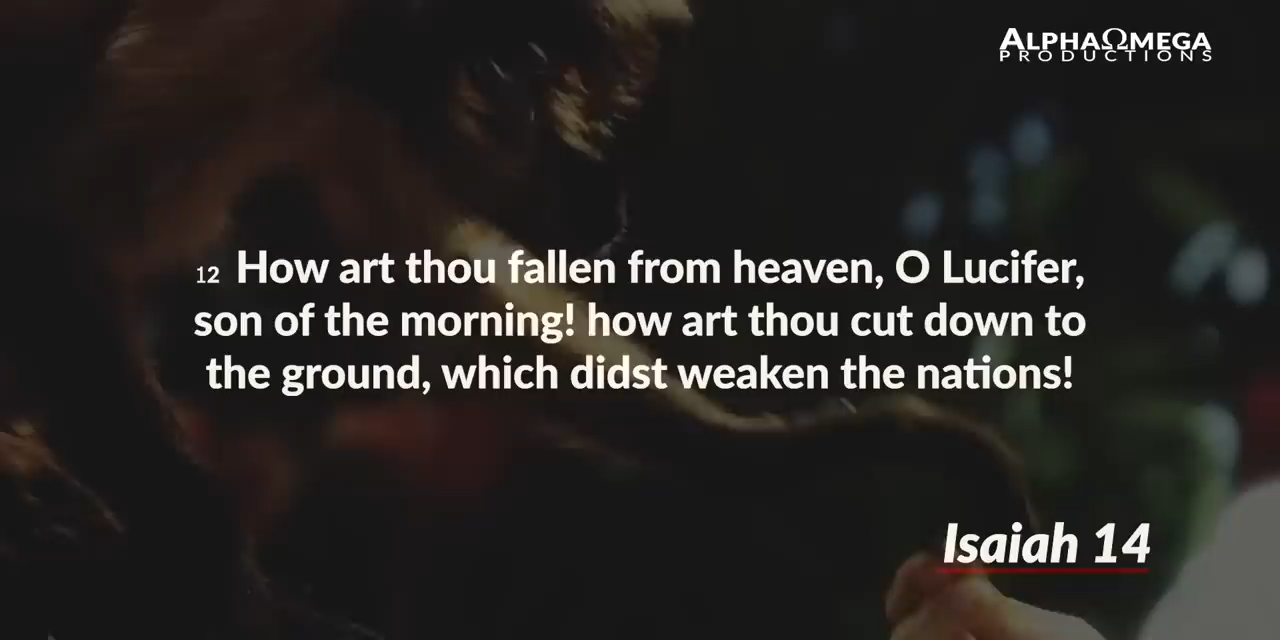 ALPHAΩMEGA
PRODUCTIONS
12 How art thou fallen from heaven, O Lucifer,
son of the morning! how art thou cut down to
the ground, which didst weaken the nations!
Isaiah 14